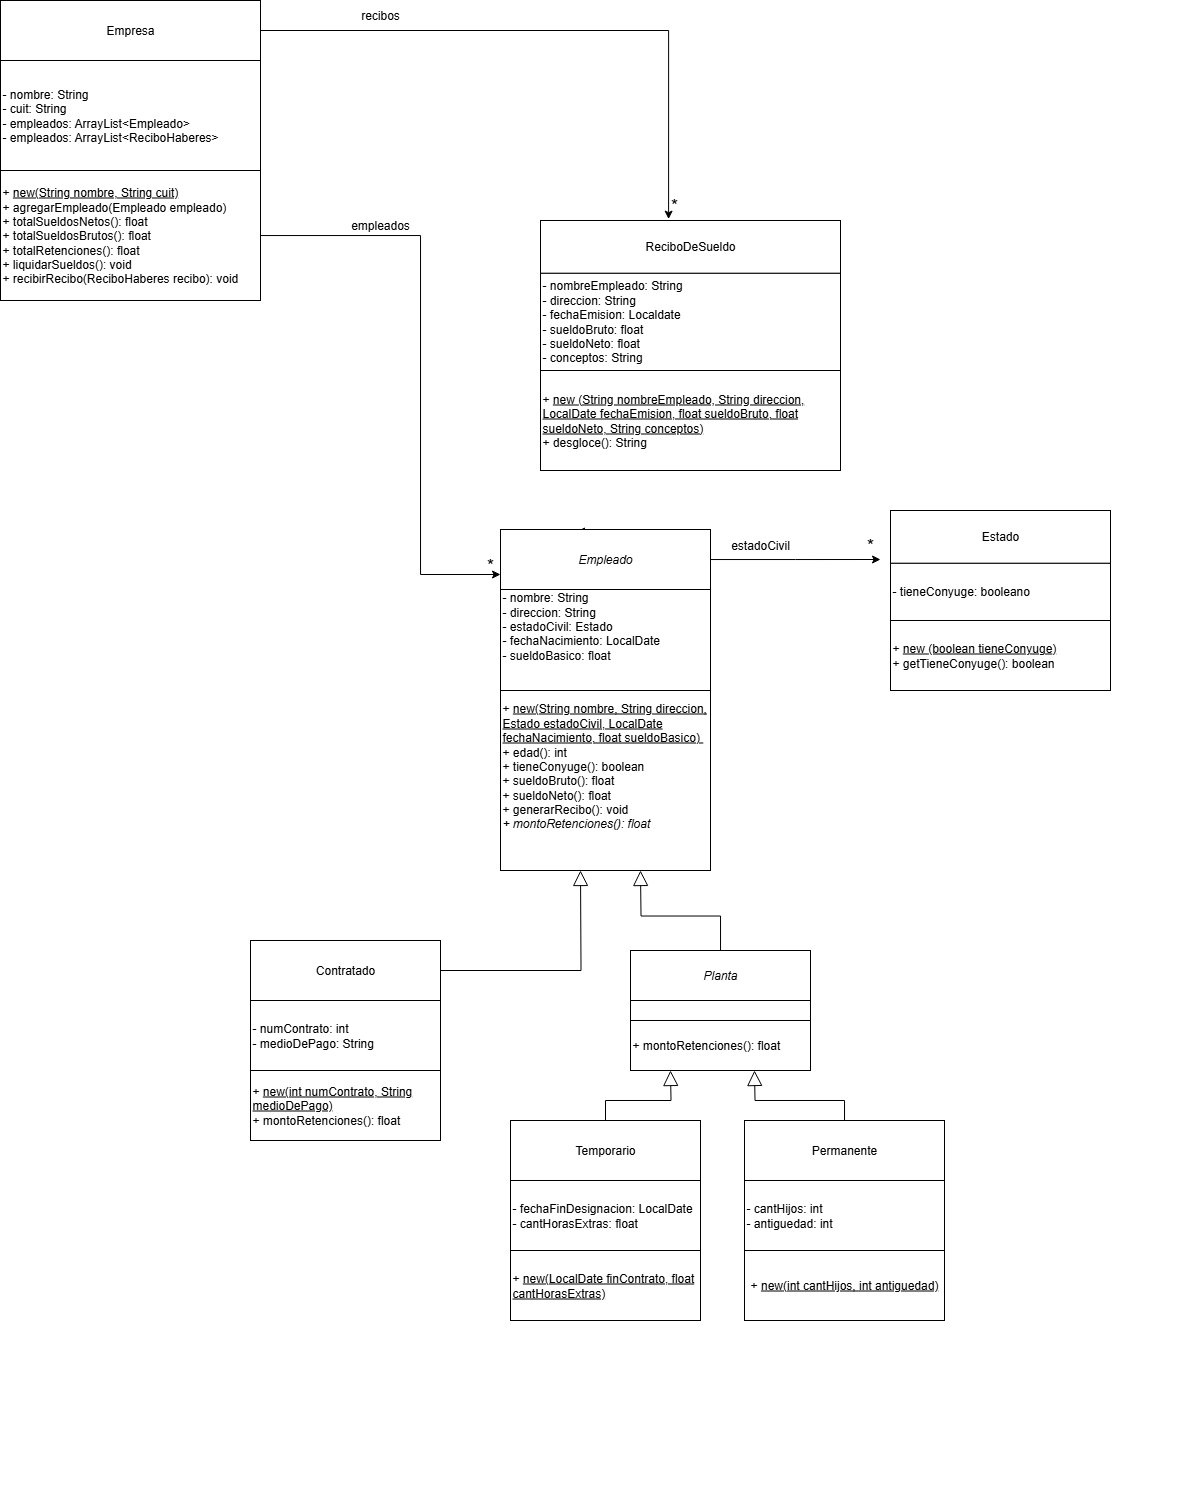 Empresa
- nombre: String
- cuit: String
- empleados: ArrayList<Empleado>
- empleados: ArrayList<ReciboHaberes>
+ new(String nombre, String cuit)
+ agregarEmpleado(Empleado empleado)
+ totalSueldosNetos(): float
+ totalSueldosBrutos(): float
+ totalRetenciones(): float
+ liquidarSueldos(): void
+ recibirRecibo(ReciboHaberes recibo): void
recibos
*
empleados
*
ReciboDeSueldo
- nombreEmpleado: String
- direccion: String
- fechaEmision: Localdate
- sueldoBruto: float
- sueldoNeto: float
- conceptos: String
+ new (String nombreEmpleado, String direccion,
LocalDate fechaEmision, float sueldoBruto, float
sueldoNeto, String conceptos)
+ desgloce(): String
Empleado
- nombre: String
- direccion: String
- estadoCivil: Estado
- fechaNacimiento: LocalDate
- sueldoBasico: float
+ new(String nombre, String direccion,
Estado estadoCivil, LocalDate
fechaNacimiento, float sueldoBasico)
+ edad(): int
+ tieneConyuge(): boolean
+ sueldoBruto(): float
+ sueldoNeto(): float
+ generarRecibo(): void
+ montoRetenciones(): float
estadoCivil
*
Estado
- tieneConyuge: booleano
+ new (boolean tieneConyuge)
+ getTieneConyuge(): boolean
Contratado
- numContrato: int
- medioDePago: String
+ new(int numContrato, String
medioDePago)
+ montoRetenciones(): float
Planta
+ montoRetenciones(): float
Temporario
- fechaFinDesignacion: LocalDate
- cantHorasExtras: float
+ new(LocalDate finContrato, float
cantHorasExtras)
Permanente
- cantHijos: int
- antiguedad: int
+ new(int cantHijos, int antiguedad)